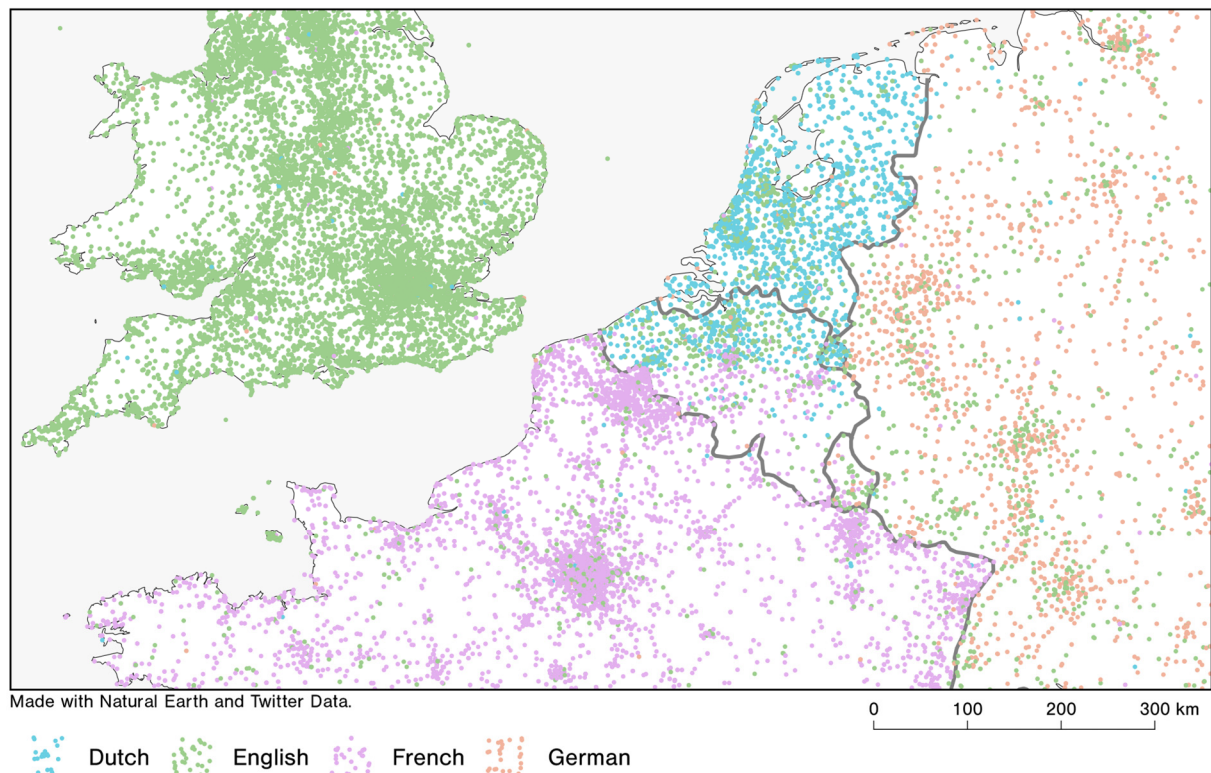 Made with Natural Earth and Twitter Data.
0 100 200 300 km
Dutch English French German